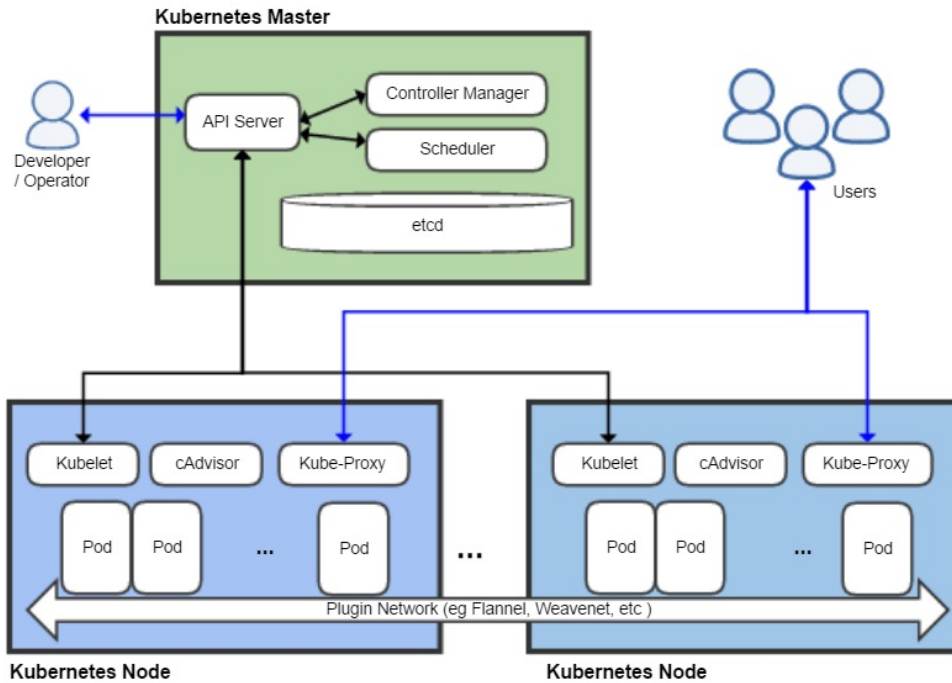 Kubernetes Master
API Server
Controller Manager
Scheduler
etcd
Developer
/ Operator
Users
Kubelet
cAdvisor
Kube-Proxy
Pod
Pod
...
Pod
...
Kubelet
cAdvisor
Kube-Proxy
Pod
Pod
...
Pod
Plugin Network (eg Flannel, Weavenet, etc )
Kubernetes Node
Kubernetes Node